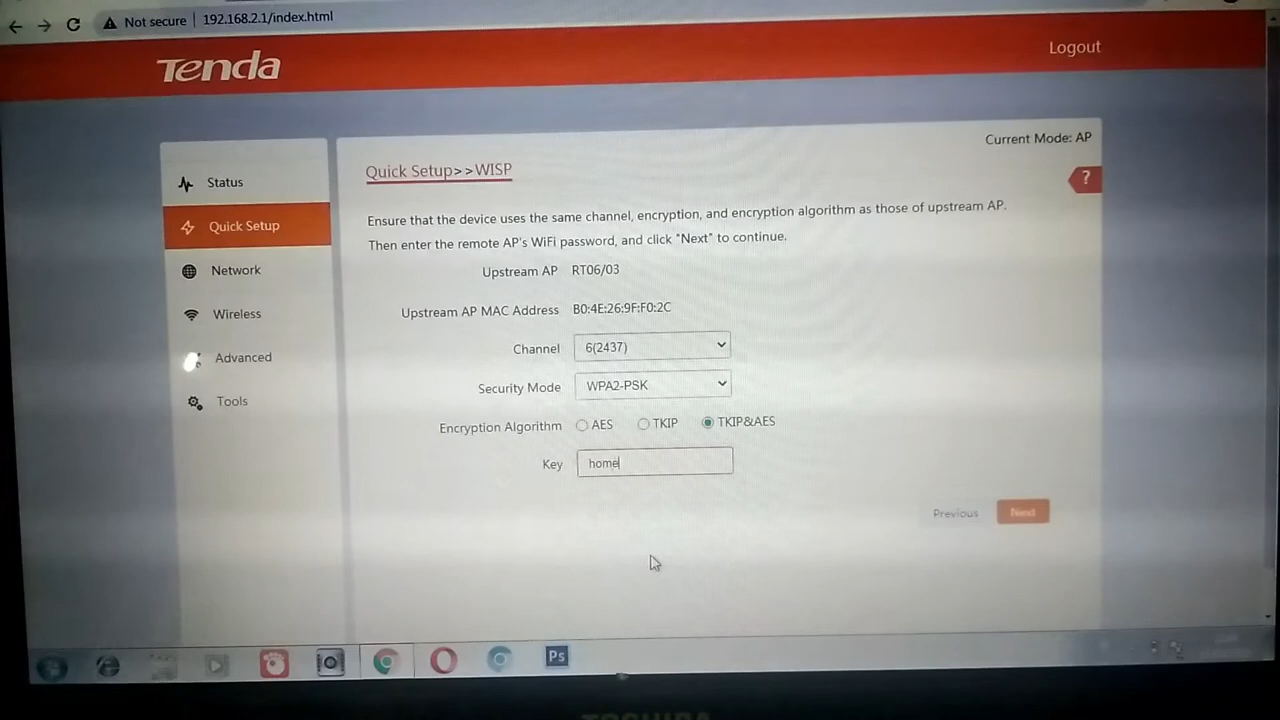 Not secure 192.168.2.1/index.html
Tenda
Logout
Current Mode: AP
Status
Quick Setup
Network
Wireless
Advanced
Tools
Quick Setup>>WISP
?
Ensure that the device uses the same channel, encryption, and encryption algorithm as those of upstream AP.
Then enter the remote AP's WiFi password, and click "Next" to continue.
Upstream AP RT06/03
Upstream AP MAC Address B0:4E:26:9F:F0:2C
Channel 6(2437)
Security Mode WPA2-PSK
Encryption Algorithm AES TKIP TKIP&AES
Key home
Previous Next
Ps
TOSHIBA